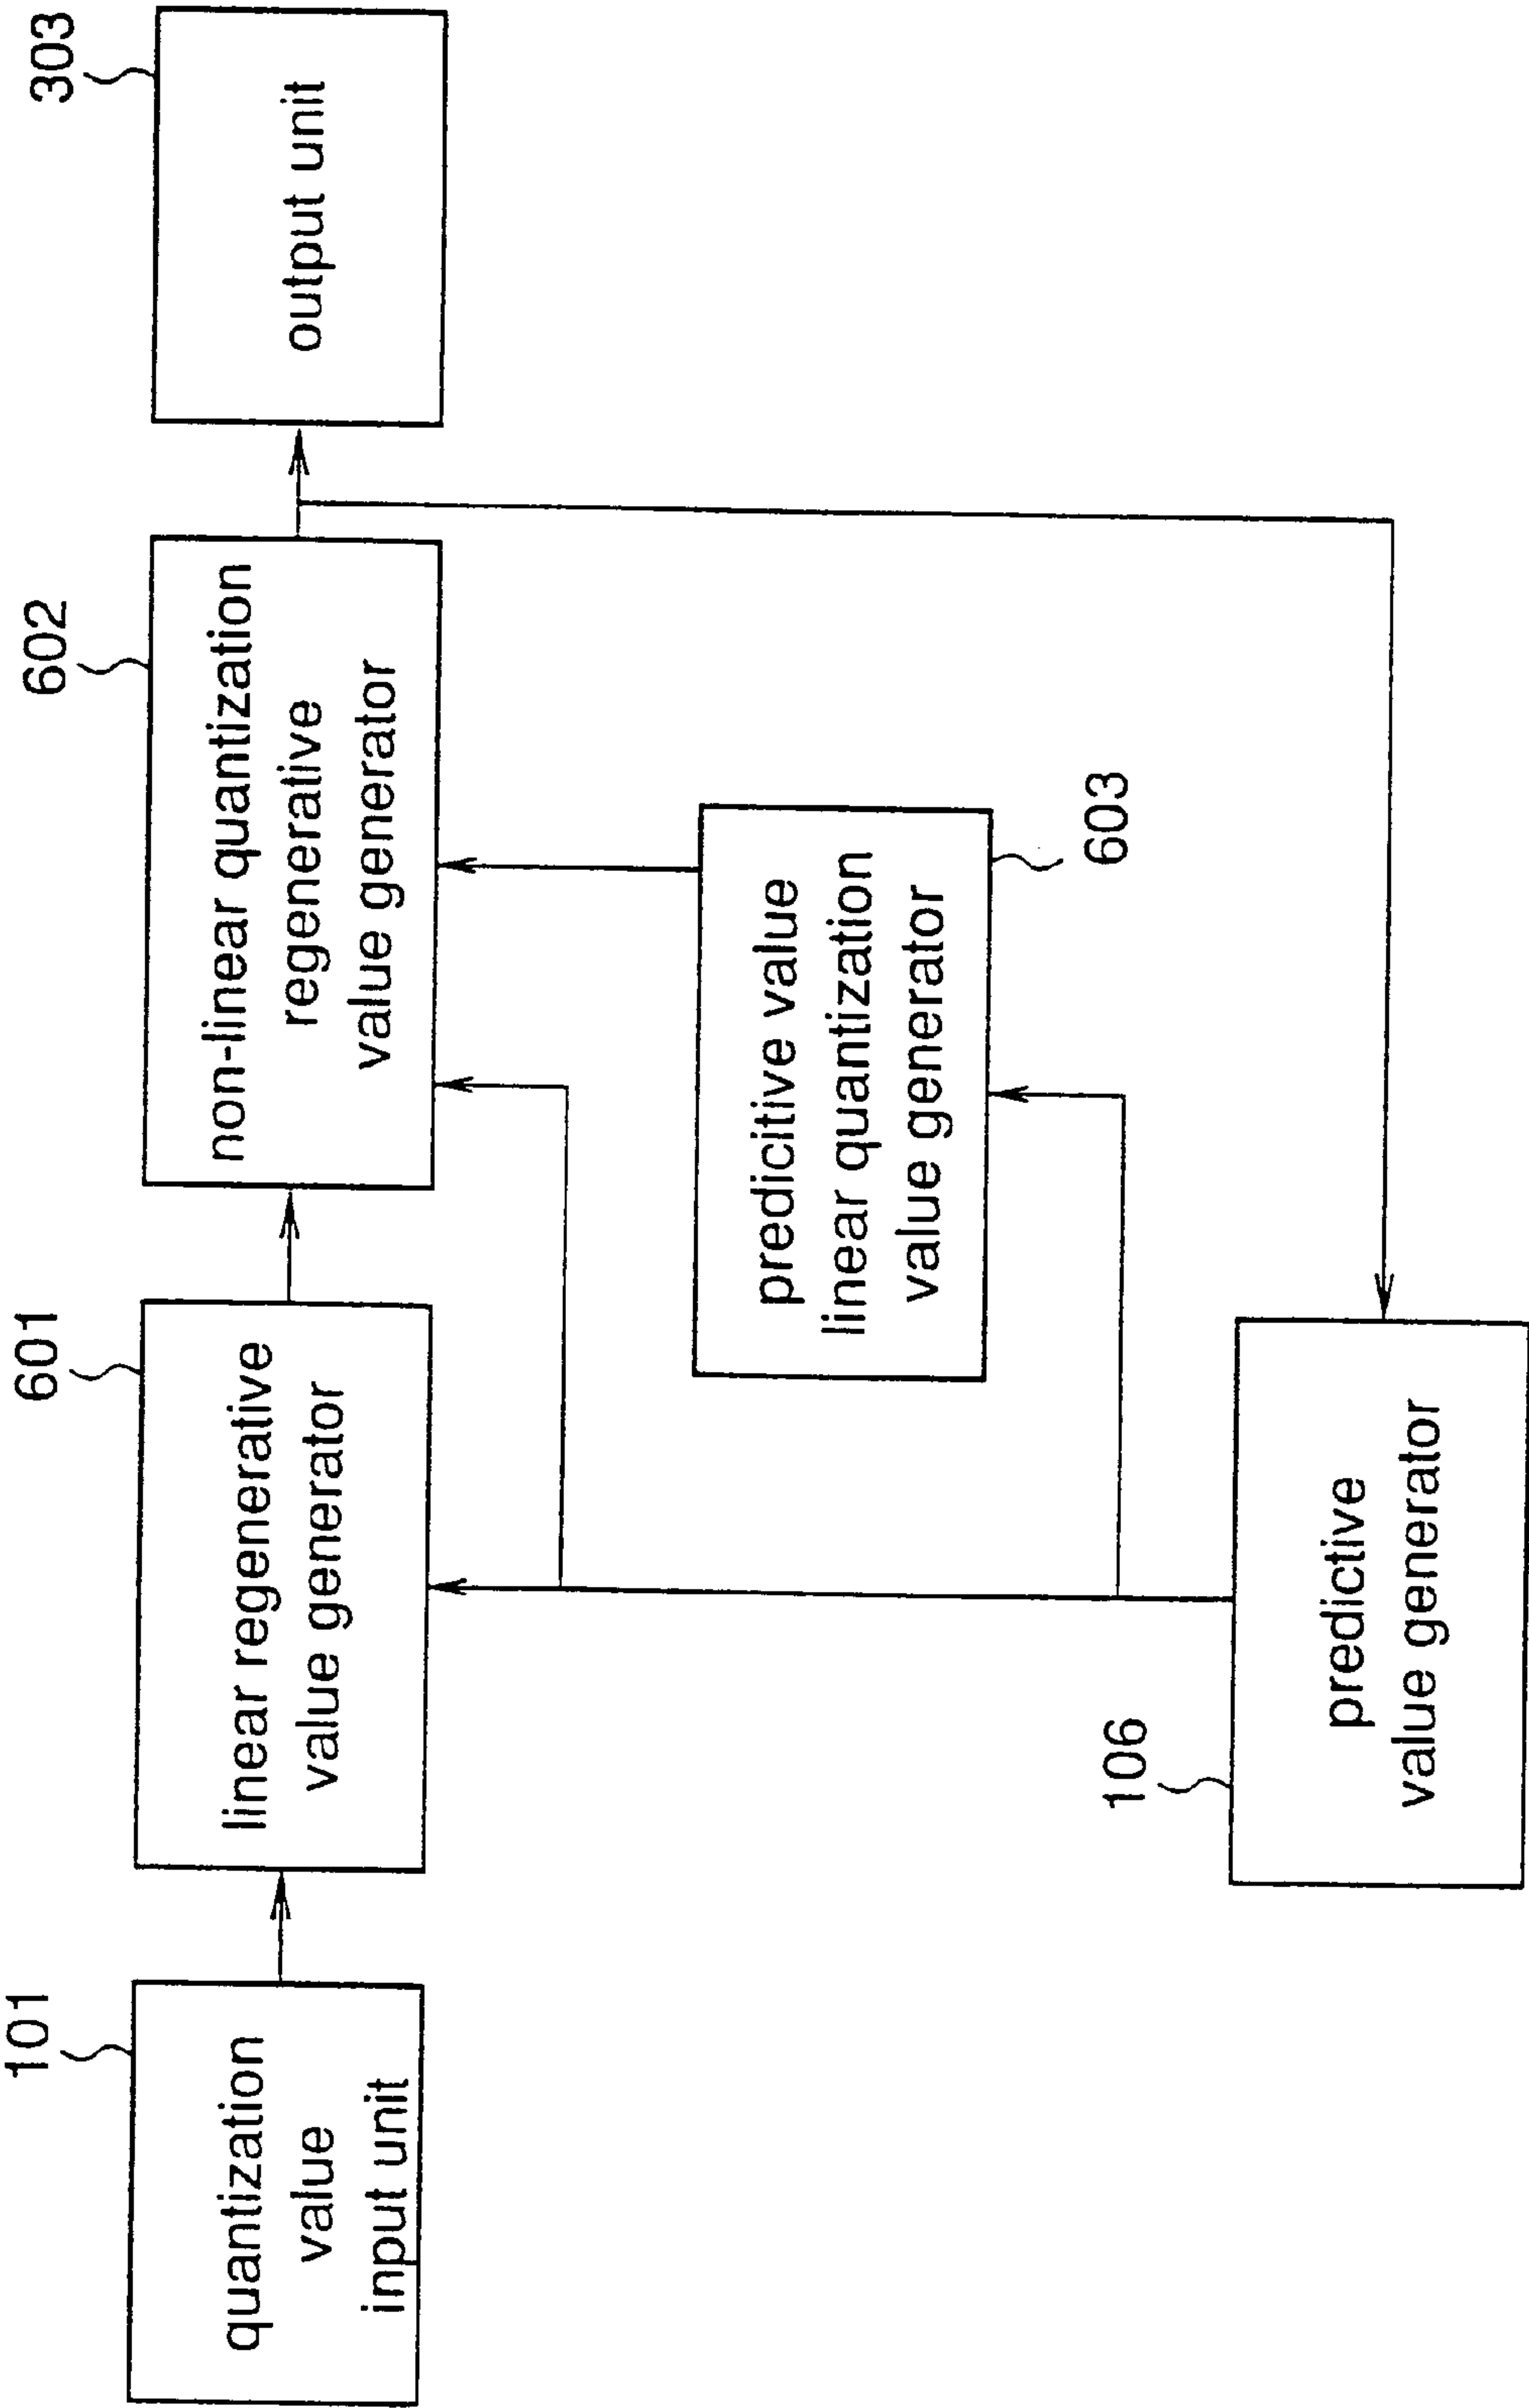 101
quantization
value
input unit
601
linear regenerative
value generator
602
non-linear quantization
regenerative
value generator
303
output unit
predicitive value
linear quantization
value generator
603
106
predictive
value generator